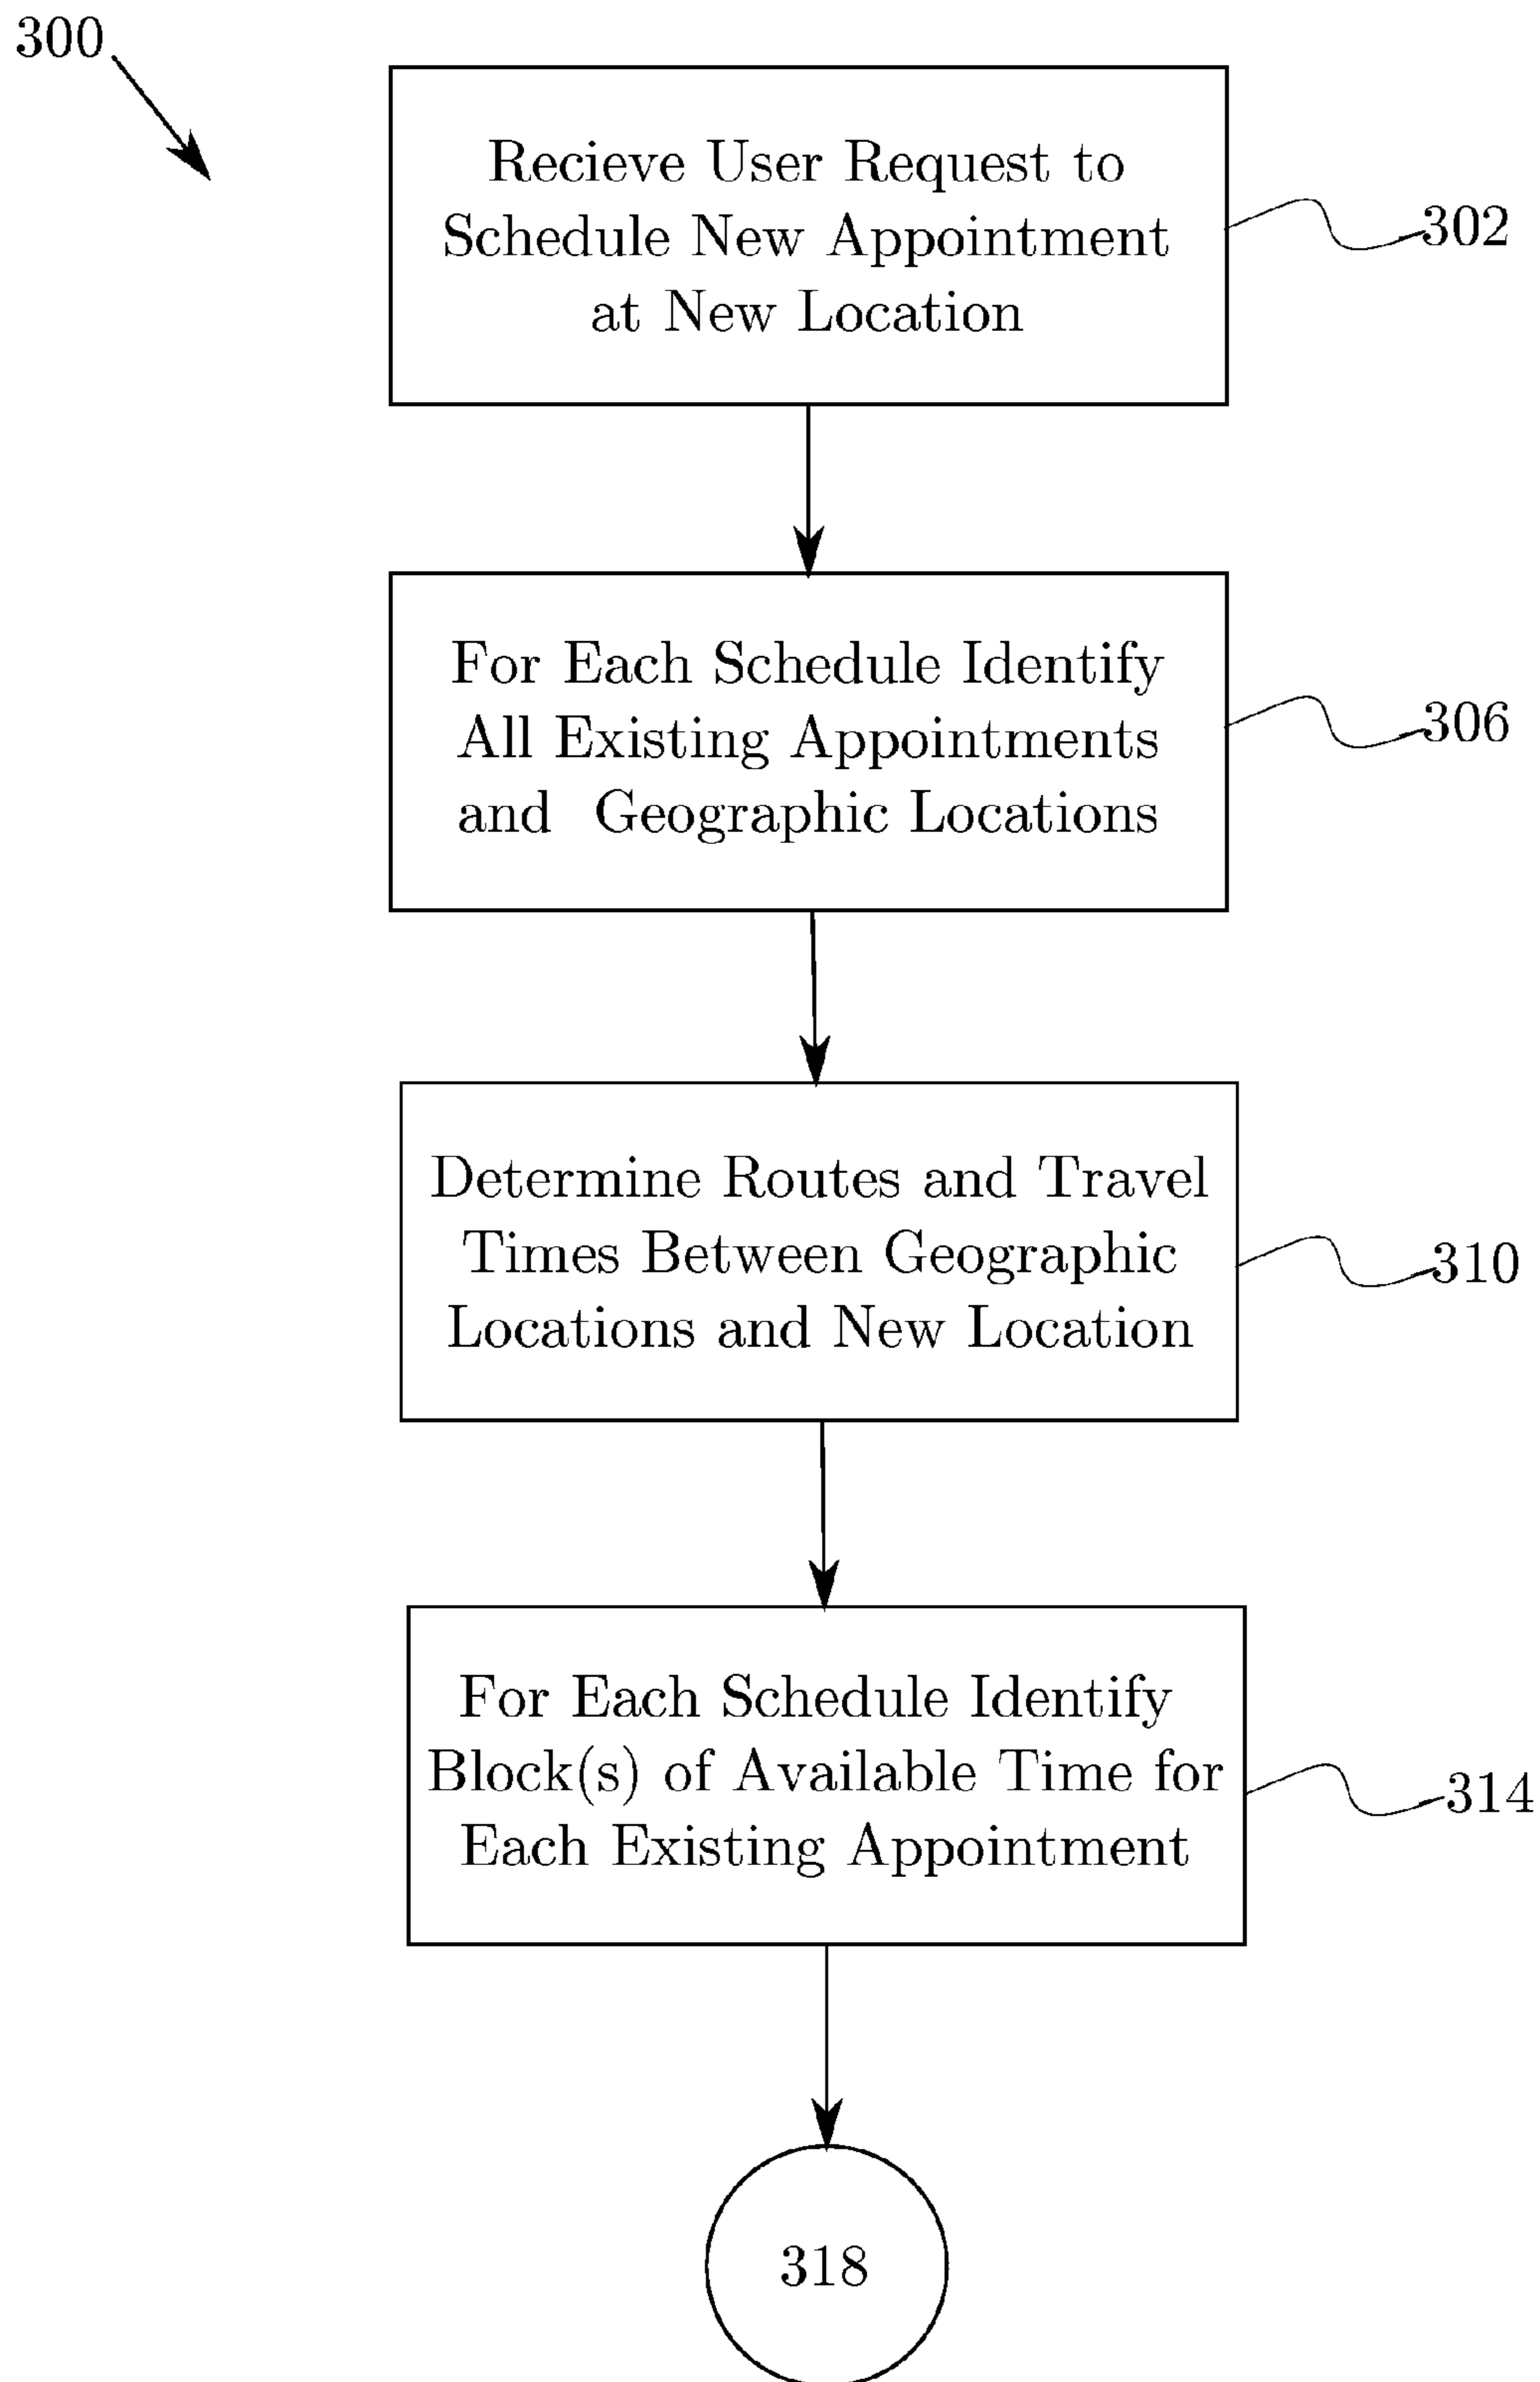 300
Recieve User Request to
Schedule New Appointment
at New Location
302
For Each Schedule Identify
All Existing Appointments
and Geographic Locations
306
Determine Routes and Travel
Times Between Geographic
Locations and New Location
310
For Each Schedule Identify
Block(s) of Available Time for
Each Existing Appointment
314
318